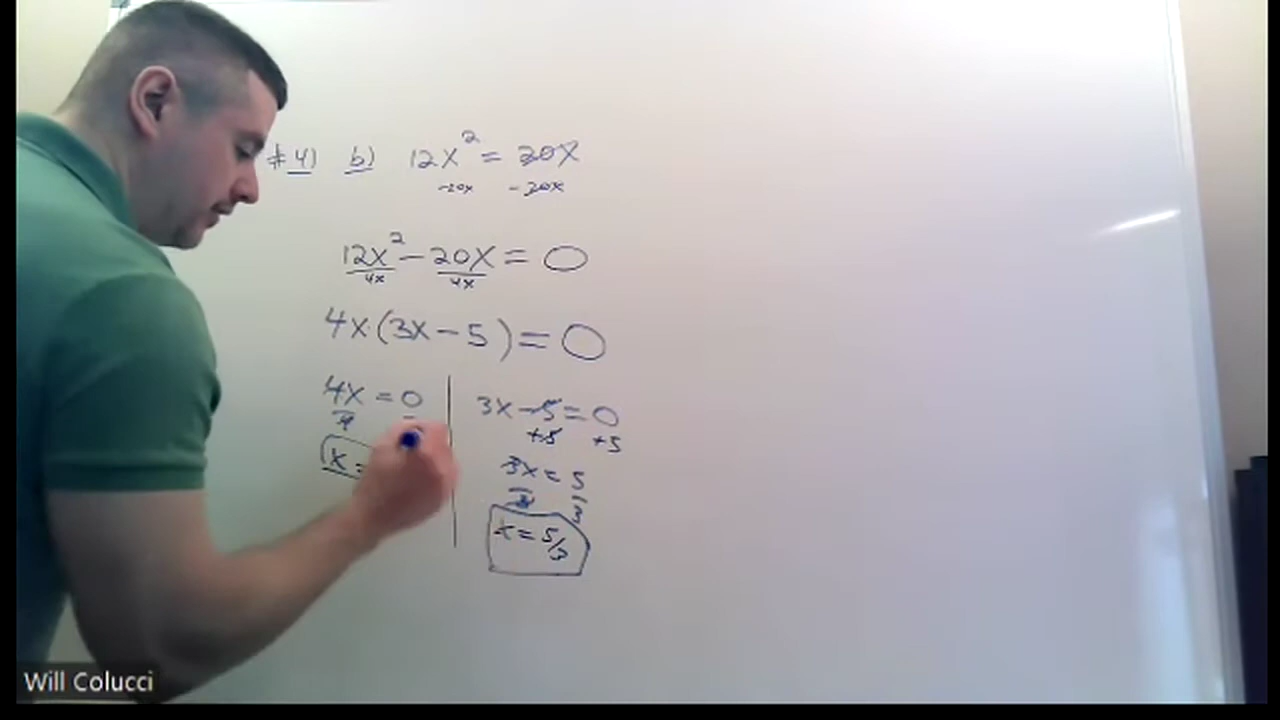 #4) b) 12x² = 20x
-20x -20x
12x² - 20x = 0
4x 4x
4x(3x - 5) = 0
4x = 0
4
x =
3x - 5 = 0
+5 +5
3x = 5
3 3
x = 5/3
Will Colucci